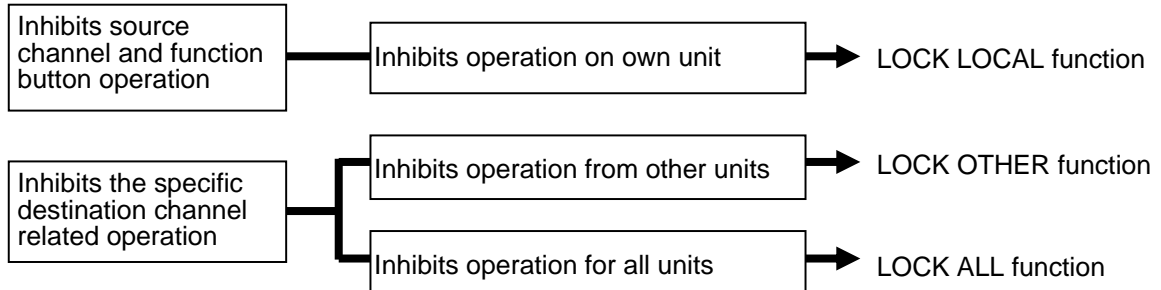 Inhibits source
channel and function
button operation
Inhibits operation on own unit
LOCK LOCAL function
Inhibits the specific
destination channel
related operation
Inhibits operation from other units
LOCK OTHER function
Inhibits operation for all units
LOCK ALL function